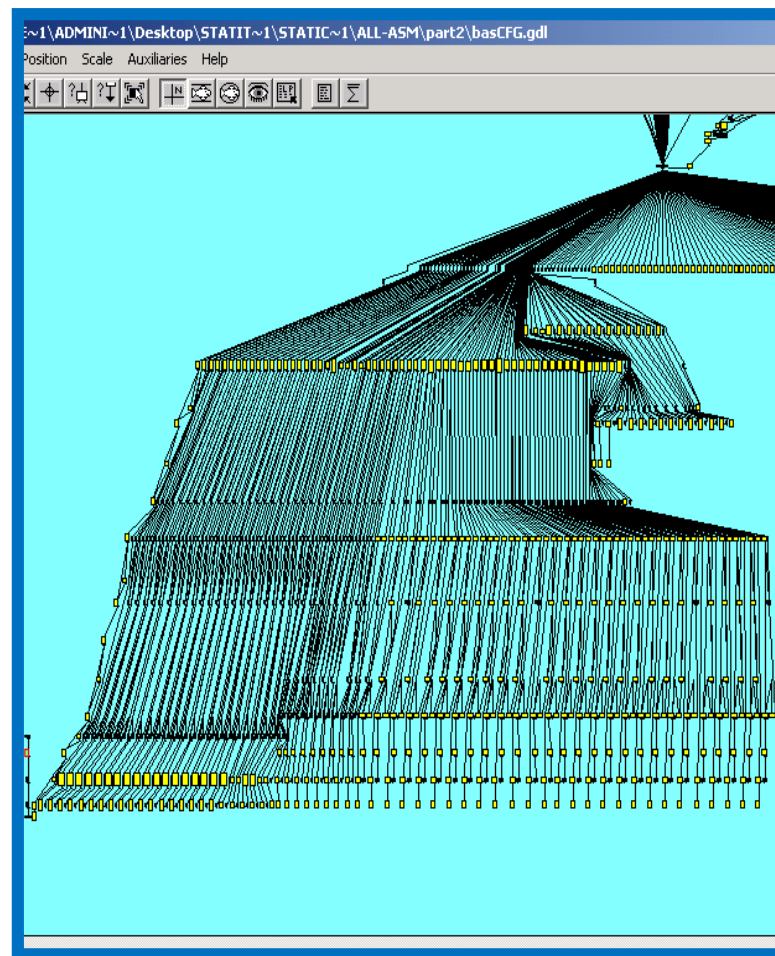 E~1\ADMINI~1\Desktop\STATIT~1\STATIC~1\ALL-ASM\part2\basCFG.gdl
Position Scale Auxiliaries Help